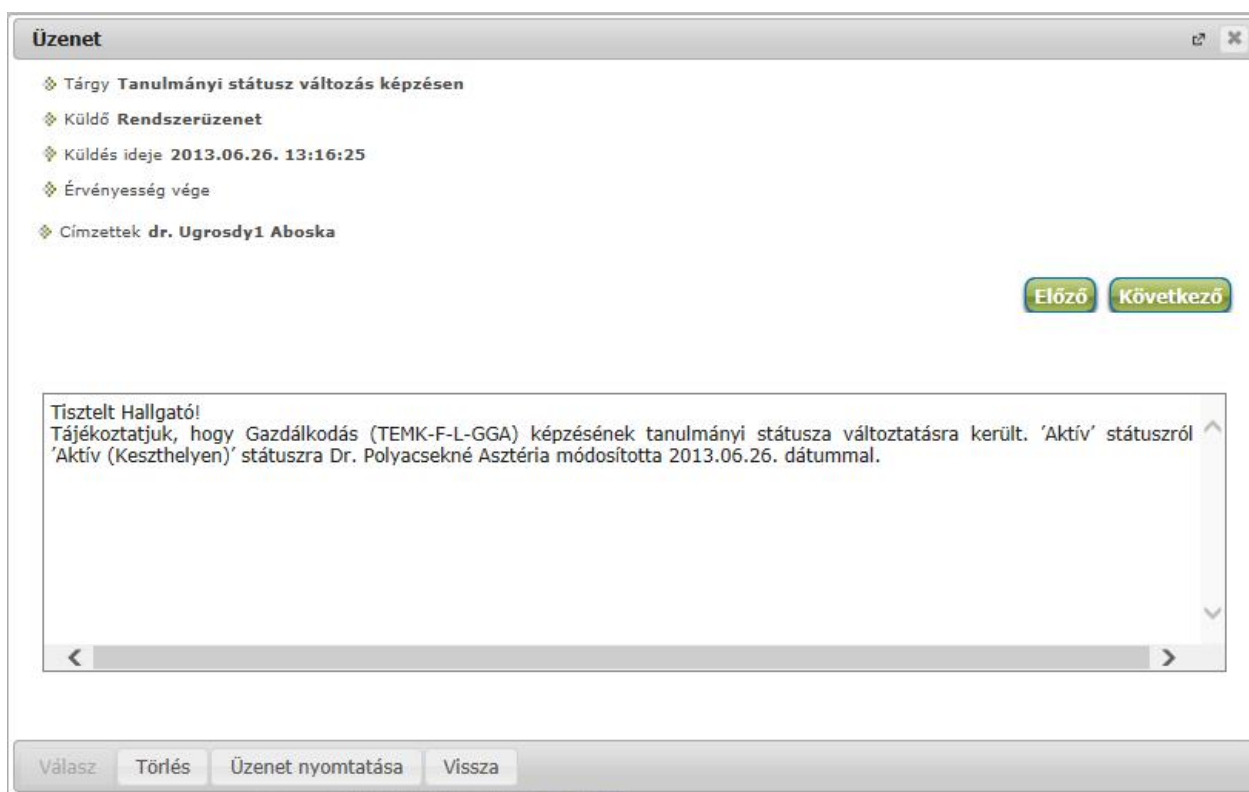 Üzenet
Tárgy Tanulmányi státusz változás képzésen
Küldő Rendszerüzenet
Küldés ideje 2013.06.26. 13:16:25
Érvényesség vége
Címzettek dr. Ugrosdy1 Aboska
Előző Következő
Tisztelt Hallgató!
Tájékoztatjuk, hogy Gazdálkodás (TEMK-F-L-GGA) képzésének tanulmányi státusza változtatásra került. ′Aktív′ státuszról
′Aktív (Keszthelyen)′ státuszra Dr. Polyacsekné Asztéria módosította 2013.06.26. dátummal.
Válasz Törlés Üzenet nyomtatása Vissza